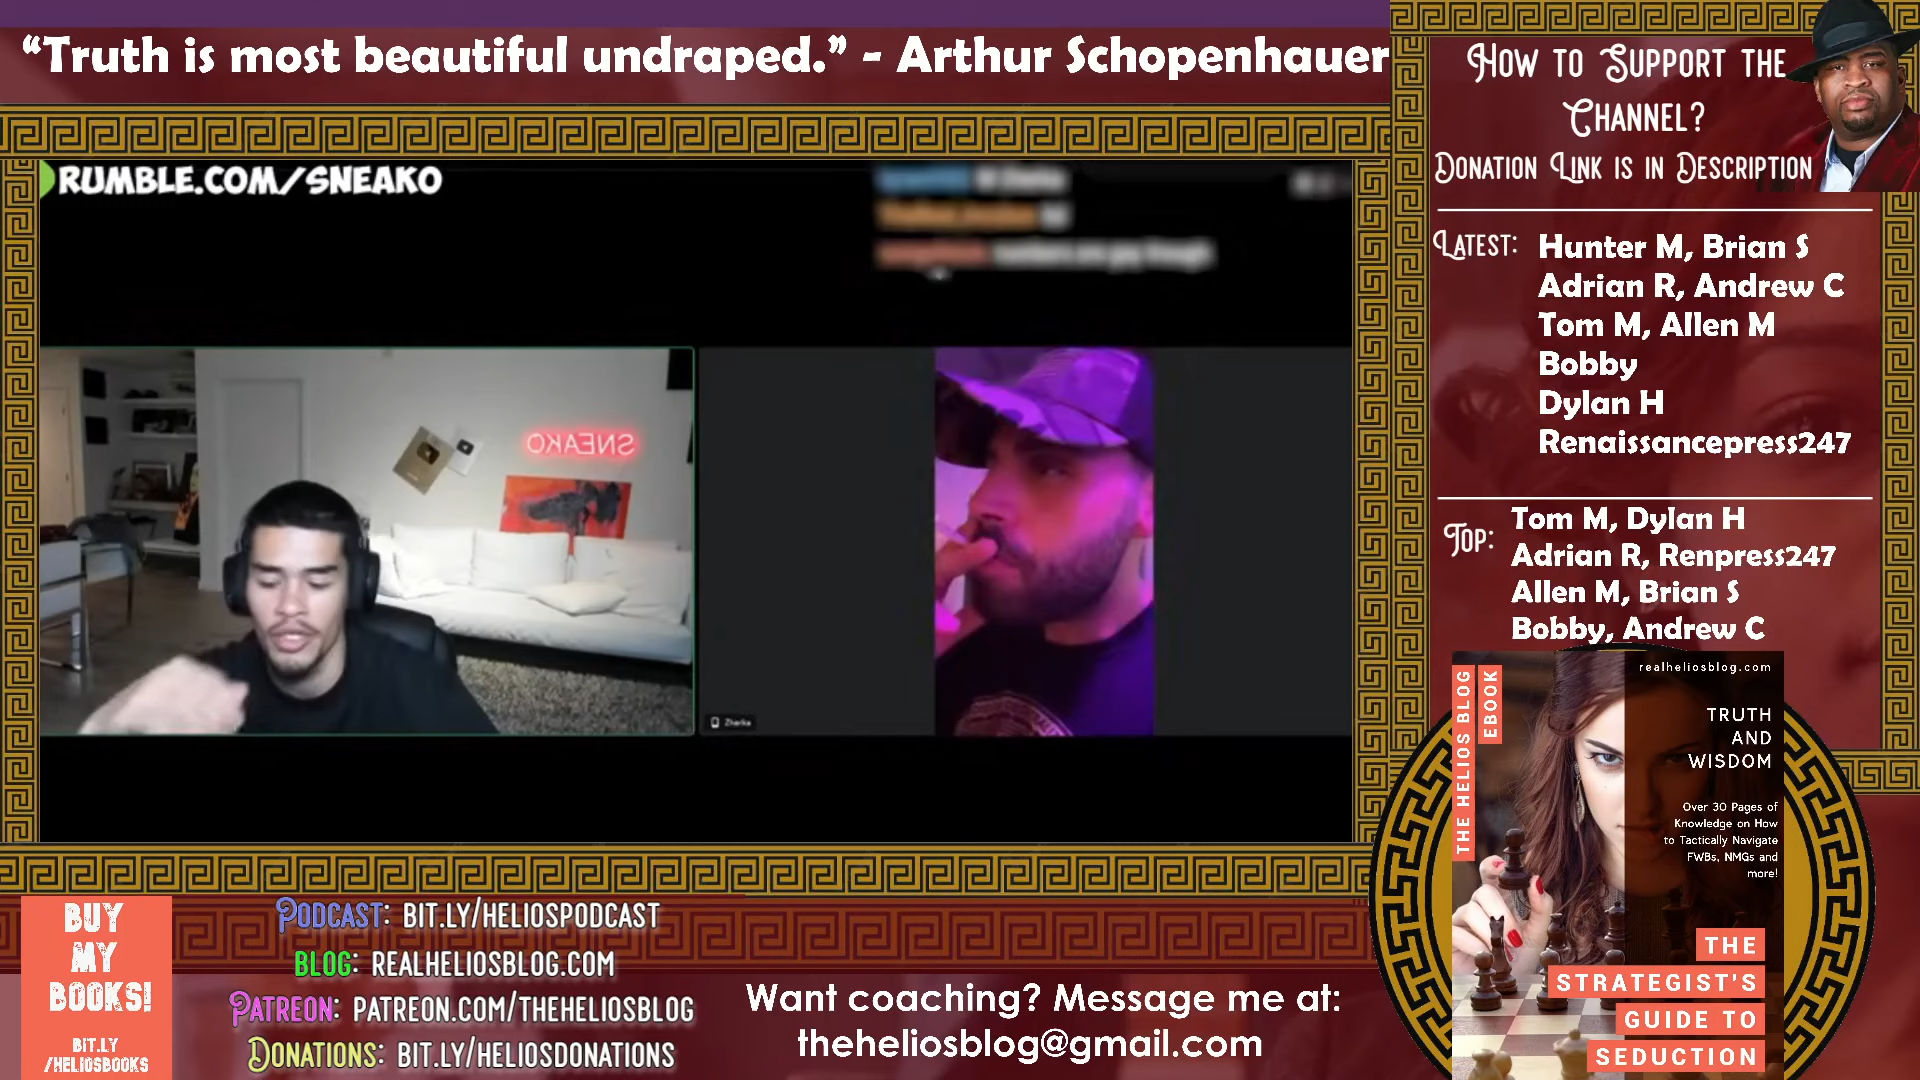 “Truth is most beautiful undraped.” - Arthur Schopenhauer
RUMBLE.COM/SNEAKO
SNEAKO
Zherka
How to Support the
Channel?
Donation Link is in Description
Latest:
Hunter M, Brian S
Adrian R, Andrew C
Tom M, Allen M
Bobby
Dylan H
Renaissancepress247
Top:
Tom M, Dylan H
Adrian R, Renpress247
Allen M, Brian S
Bobby, Andrew C
THE HELIOS BLOG
EBOOK
realheliosblog.com
TRUTH
AND
WISDOM
Over 30 Pages of
Knowledge on How
to Tactically Navigate
FWBs, NMGs and
more!
THE
STRATEGIST'S
GUIDE TO
SEDUCTION
BUY
MY
BOOKS!
BIT.LY
/HELIOSBOOKS
Podcast: BIT.LY/HELIOSPODCAST
BLOG: REALHELIOSBLOG.COM
Patreon: PATREON.COM/THEHELIOSBLOG
Donations: BIT.LY/HELIOSDONATIONS
Want coaching? Message me at:
theheliosblog@gmail.com